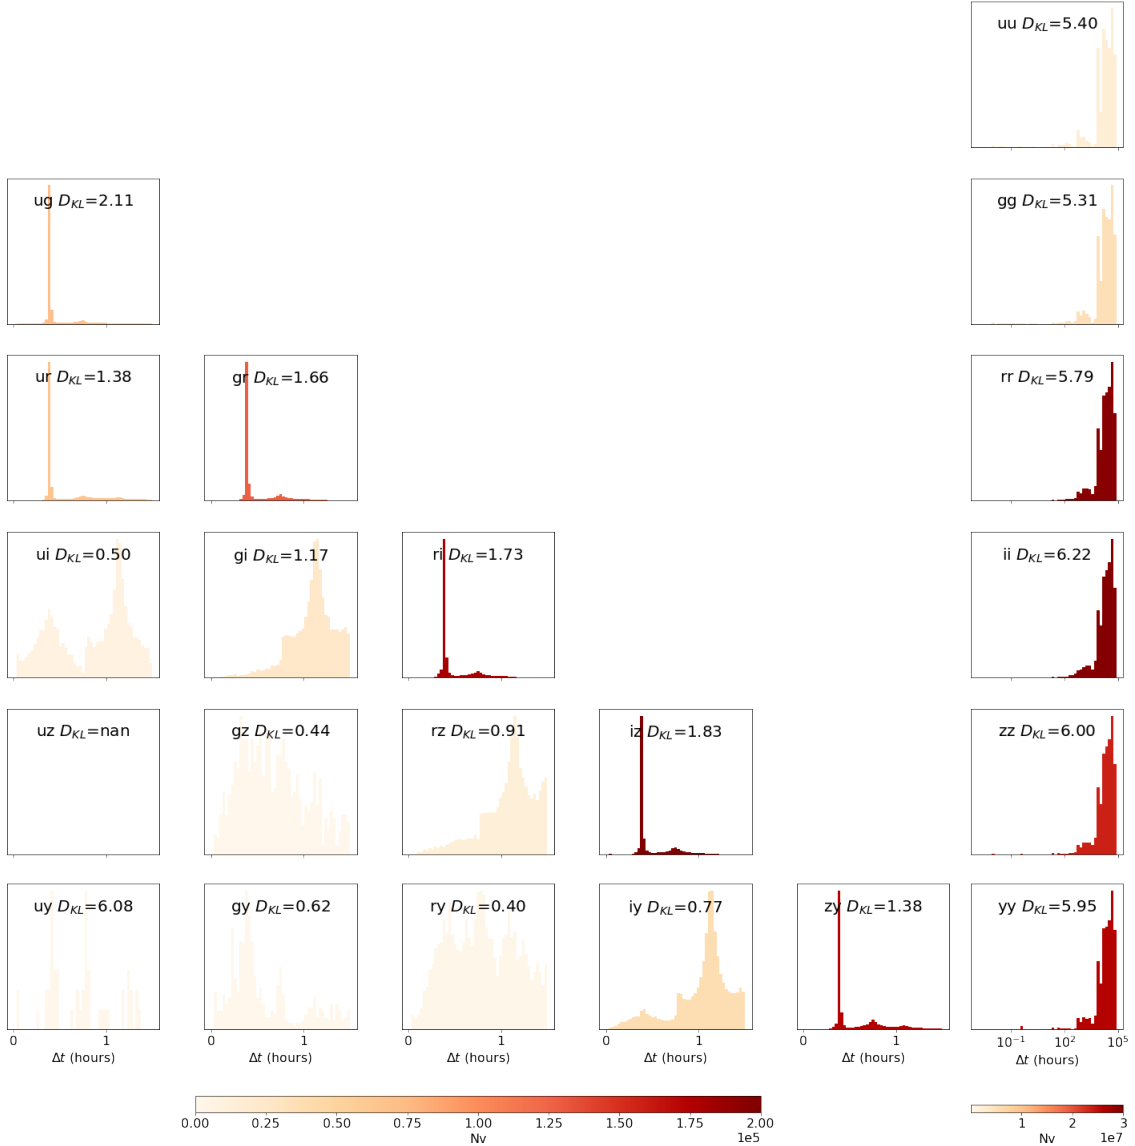 uu D_KL=5.40
ug D_KL=2.11
gg D_KL=5.31
ur D_KL=1.38
gr D_KL=1.66
rr D_KL=5.79
ui D_KL=0.50
gi D_KL=1.17
ri D_KL=1.73
ii D_KL=6.22
uz D_KL=nan
gz D_KL=0.44
rz D_KL=0.91
iz D_KL=1.83
zz D_KL=6.00
uy D_KL=6.08
gy D_KL=0.62
ry D_KL=0.40
iy D_KL=0.77
zy D_KL=1.38
yy D_KL=5.95
0 1
0 1
0 1
0 1
0 1
10⁻¹ 10² 10⁵
Δt (hours)
Δt (hours)
Δt (hours)
Δt (hours)
Δt (hours)
Δt (hours)
0.00 0.25 0.50 0.75 1.00 1.25 1.50 1.75 2.00
Nv
1e5
1 2 3
Nv
1e7